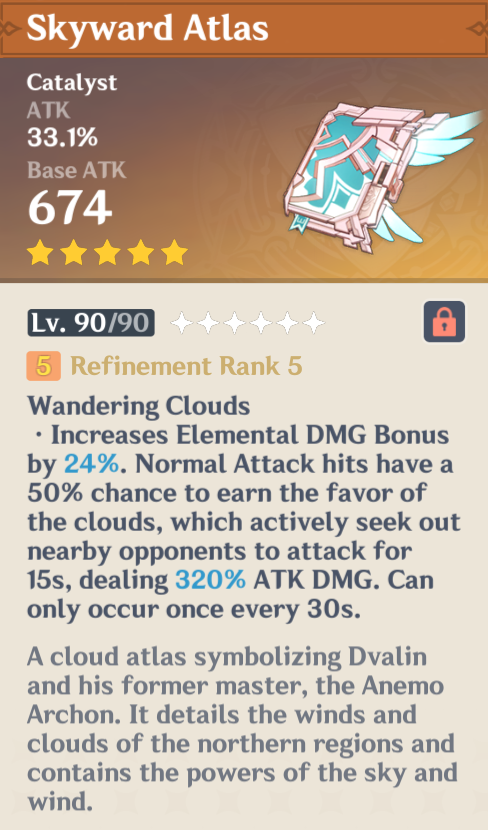 Skyward Atlas
Catalyst
ATK
33.1%
Base ATK
674
Lv. 90/90
5 Refinement Rank 5
Wandering Clouds
· Increases Elemental DMG Bonus
by 24%. Normal Attack hits have a
50% chance to earn the favor of
the clouds, which actively seek out
nearby opponents to attack for
15s, dealing 320% ATK DMG. Can
only occur once every 30s.
A cloud atlas symbolizing Dvalin
and his former master, the Anemo
Archon. It details the winds and
clouds of the northern regions and
contains the powers of the sky and
wind.